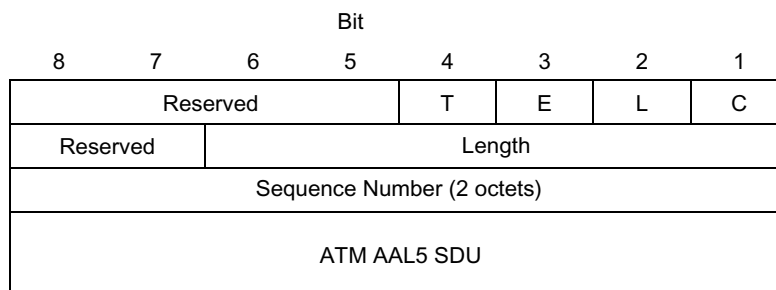 Bit
8 7 6 5 4 3 2 1
Reserved T E L C
Reserved Length
Sequence Number (2 octets)
ATM AAL5 SDU